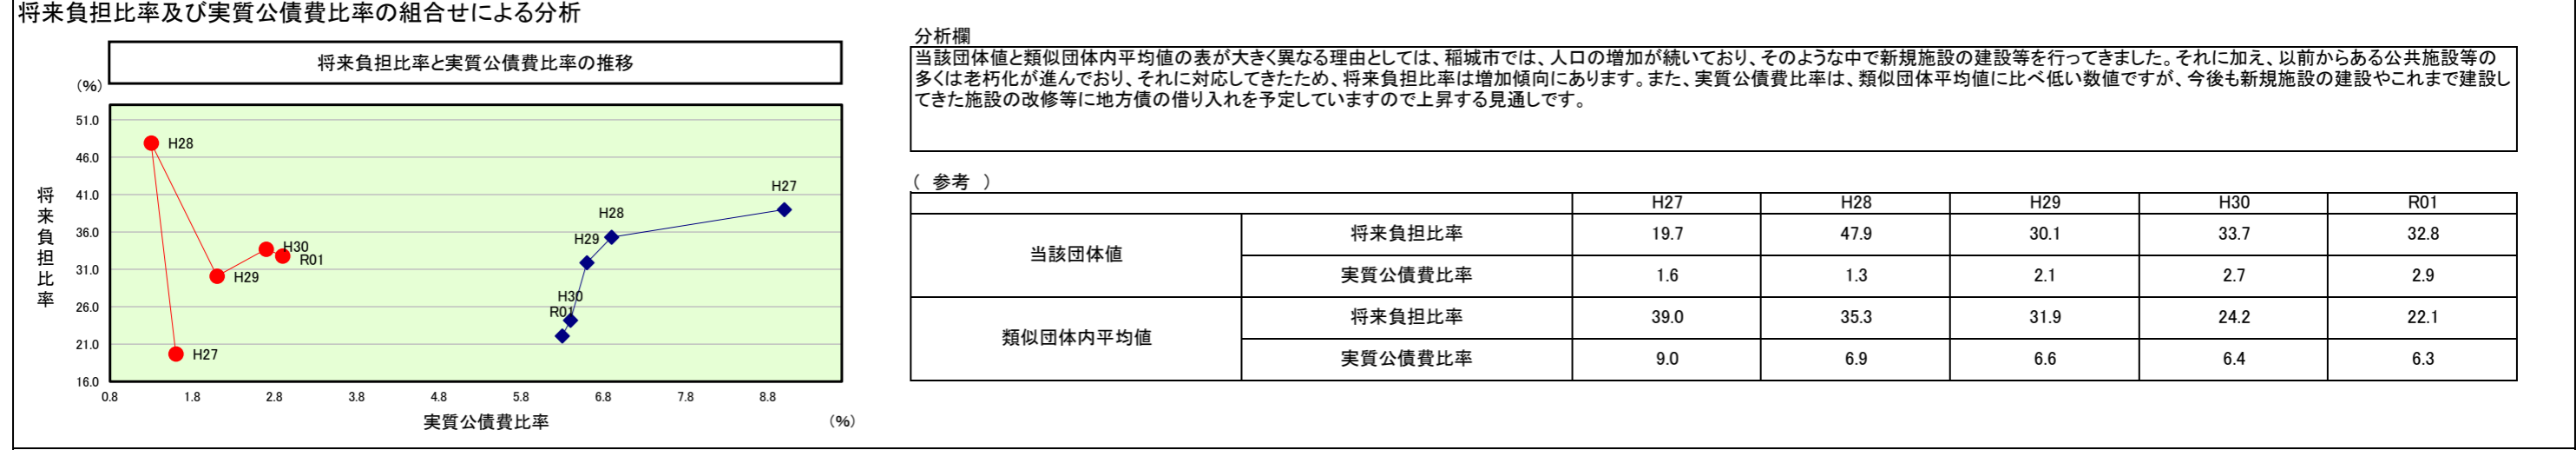 将来負担比率及び実質公債費比率の組合せによる分析
将来負担比率と実質公債費比率の推移
(%)
51.0
46.0
41.0
36.0
31.0
26.0
21.0
16.0
将来負担比率
H28
H27
H29
H30
R01
H27
H28
H29
H30
R01
0.8 1.8 2.8 3.8 4.8 5.8 6.8 7.8 8.8
実質公債費比率
(%)
分析欄
当該団体値と類似団体内平均値の表が大きく異なる理由としては、稲城市では、人口の増加が続いており、そのような中で新規施設の建設等を行ってきました。それに加え、以前からある公共施設等の
多くは老朽化が進んでおり、それに対応してきたため、将来負担比率は増加傾向にあります。また、実質公債費比率は、類似団体平均値に比べ低い数値ですが、今後も新規施設の建設やこれまで建設し
てきた施設の改修等に地方債の借り入れを予定していますので上昇する見通しです。
( 参考 )
H27 H28 H29 H30 R01
当該団体値
将来負担比率 19.7 47.9 30.1 33.7 32.8
実質公債費比率 1.6 1.3 2.1 2.7 2.9
類似団体内平均値
将来負担比率 39.0 35.3 31.9 24.2 22.1
実質公債費比率 9.0 6.9 6.6 6.4 6.3